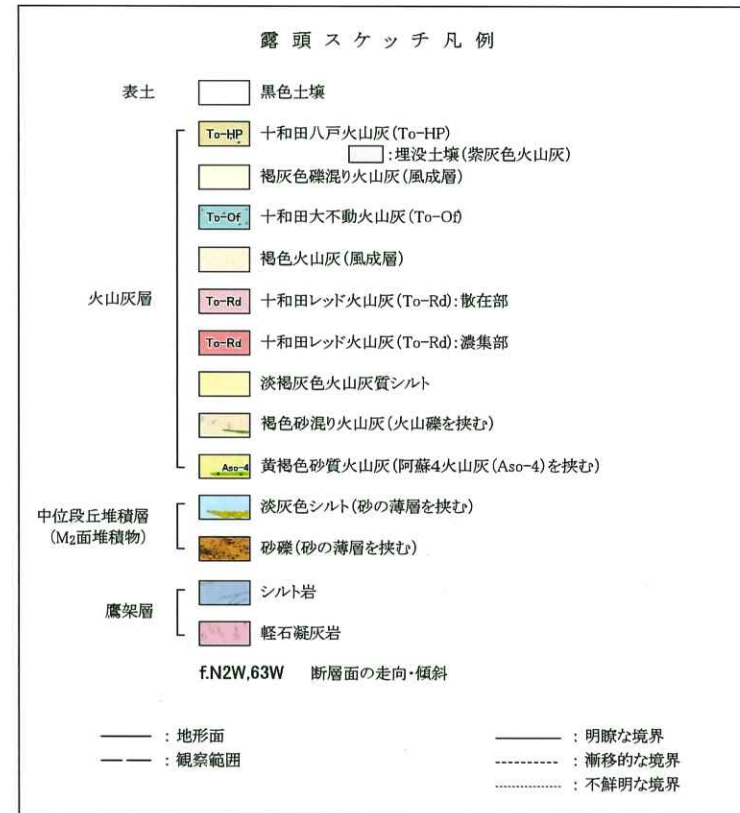 露頭スケッチ凡例
表土 黒色土壌
To-HP 十和田八戸火山灰(To-HP)
:埋没土壌(紫灰色火山灰)
褐灰色礫混り火山灰(風成層)
To-Of 十和田大不動火山灰(To-Of)
褐色火山灰(風成層)
火山灰層 To-Rd 十和田レッド火山灰(To-Rd):散在部
To-Rd 十和田レッド火山灰(To-Rd):濃集部
淡褐灰色火山灰質シルト
褐色砂混り火山灰(火山礫を挟む)
Aso-4 黄褐色砂質火山灰(阿蘇4火山灰(Aso-4)を挟む)
中位段丘堆積層 淡灰色シルト(砂の薄層を挟む)
(M₂面堆積物) 砂礫(砂の薄層を挟む)
鷹架層 シルト岩
軽石凝灰岩
f.N2W,63W 断層面の走向・傾斜
:地形面 :明瞭な境界
:観察範囲 :漸移的な境界
:不鮮明な境界